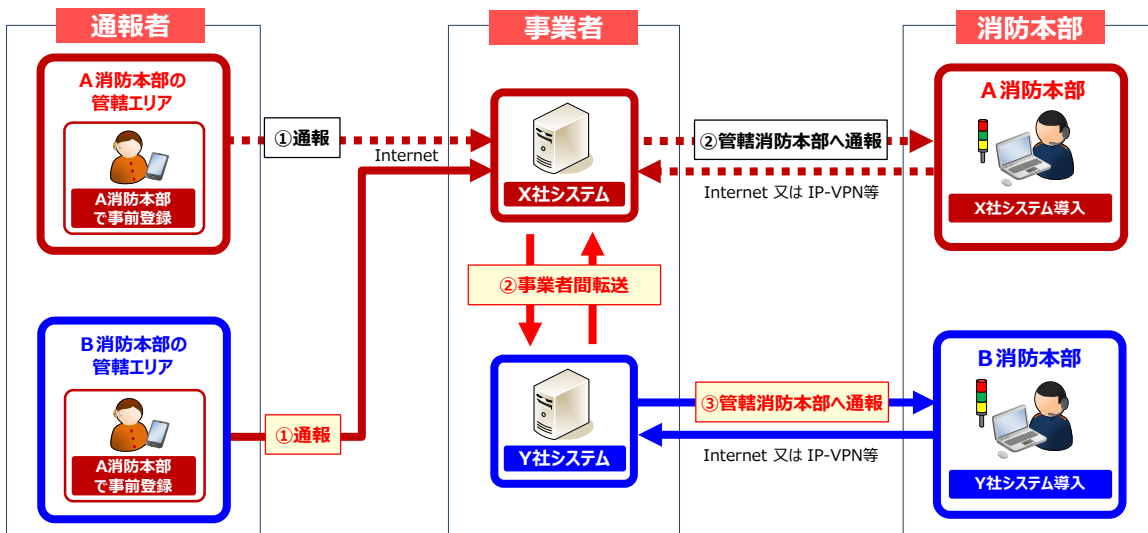 通報者
事業者
消防本部
A消防本部の
管轄エリア
A消防本部
で事前登録
①通報
Internet
X社システム
②管轄消防本部へ通報
Internet 又は IP-VPN等
A消防本部
X社システム導入
②事業者間転送
B消防本部の
管轄エリア
A消防本部
で事前登録
①通報
Y社システム
③管轄消防本部へ通報
Internet 又は IP-VPN等
B消防本部
Y社システム導入